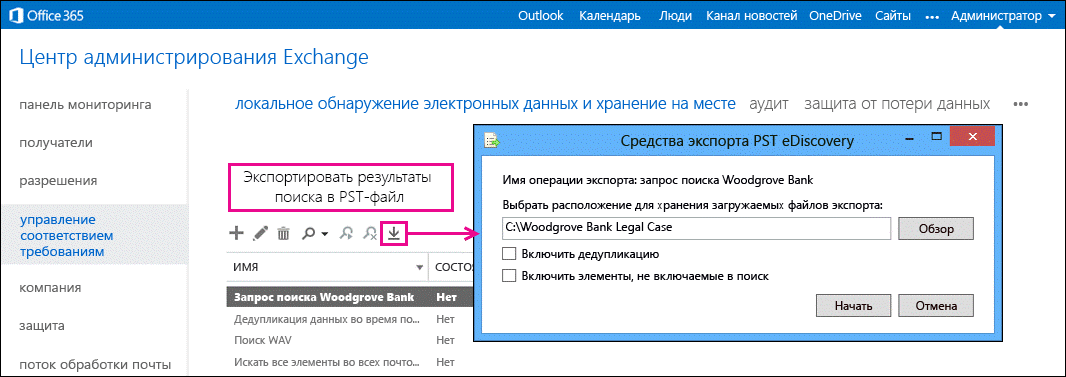 Office 365
Outlook Календарь Люди Канал новостей OneDrive Сайты ••• Администратор
Центр администрирования Exchange
панель мониторинга
получатели
разрешения
управление
соответствием
требованиям
компания
защита
поток обработки почты
локальное обнаружение электронных данных и хранение на месте аудит защита от потери данных •••
Экспортировать результаты
поиска в PST-файл
ИМЯ СОСТО
Запрос поиска Woodgrove Bank Нет
Дедупликация данных во время по... Нет
Поиск WAV Нет
Искать все элементы во всех почто... Нет
Средства экспорта PST eDiscovery
Имя операции экспорта: запрос поиска Woodgrove Bank
Выбрать расположение для хранения загружаемых файлов экспорта:
C:\Woodgrove Bank Legal Case
Обзор
Включить дедупликацию
Включить элементы, не включаемые в поиск
Начать Отмена